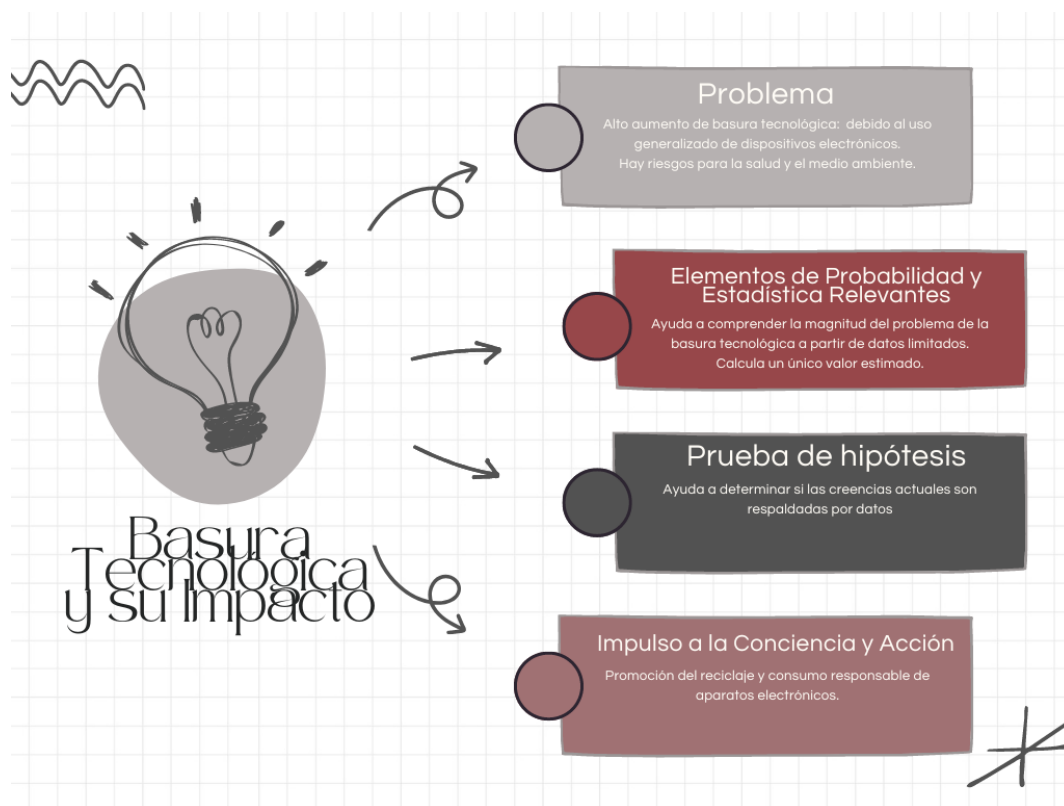 Basura
Tecnológica
y su Impacto
Problema
Alto aumento de basura tecnológica: debido al uso
generalizado de dispositivos electrónicos.
Hay riesgos para la salud y el medio ambiente.
Elementos de Probabilidad y
Estadística Relevantes
Ayuda a comprender la magnitud del problema de la
basura tecnológica a partir de datos limitados.
Calcula un único valor estimado.
Prueba de hipótesis
Ayuda a determinar si las creencias actuales son
respaldadas por datos
Impulso a la Conciencia y Acción
Promoción del reciclaje y consumo responsable de
aparatos electrónicos.